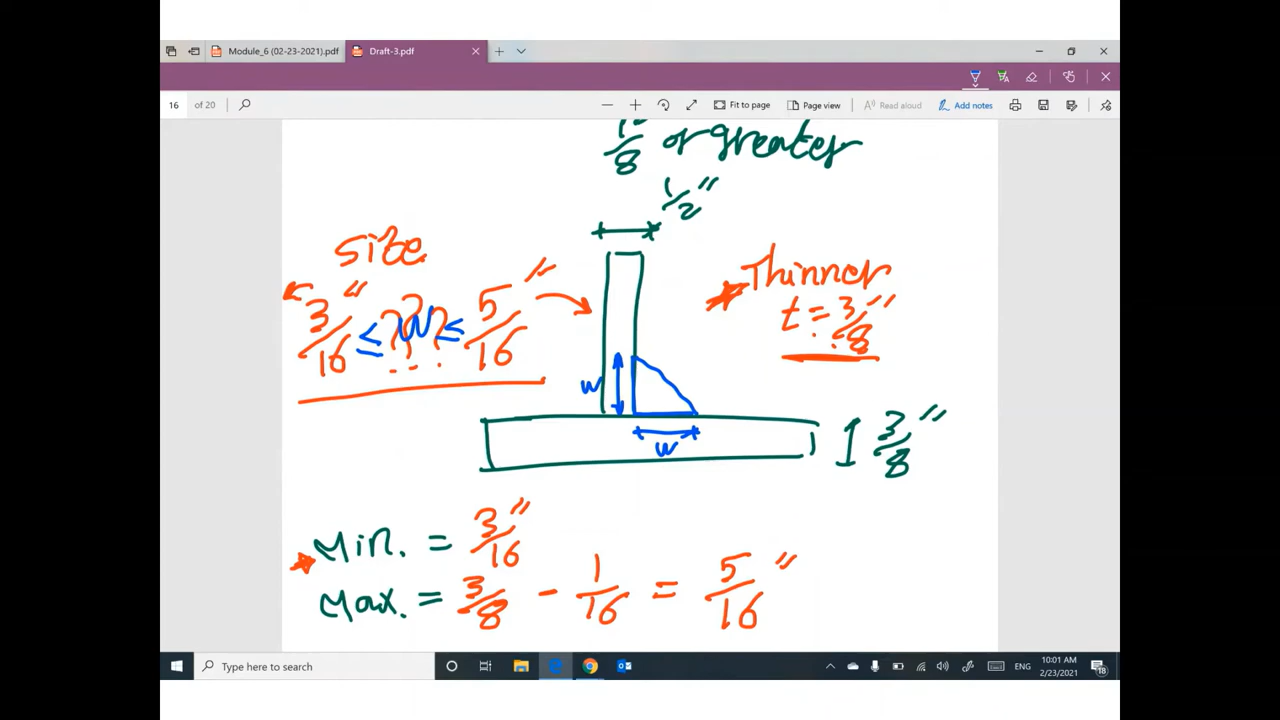 Module_6 (02-23-2021).pdf
Draft-3.pdf
16 of 20
Fit to page
Page view
Read aloud
Add notes
8 or greater
1/2"
Size
3/16" ≤ ??? W ≤ 5/16"
Thinner
t = 3/8"
W
W
3/8"
Min. = 3/16"
Max. = 3/8 - 1/16 = 5/16"
Type here to search
ENG
10:01 AM
2/23/2021
18